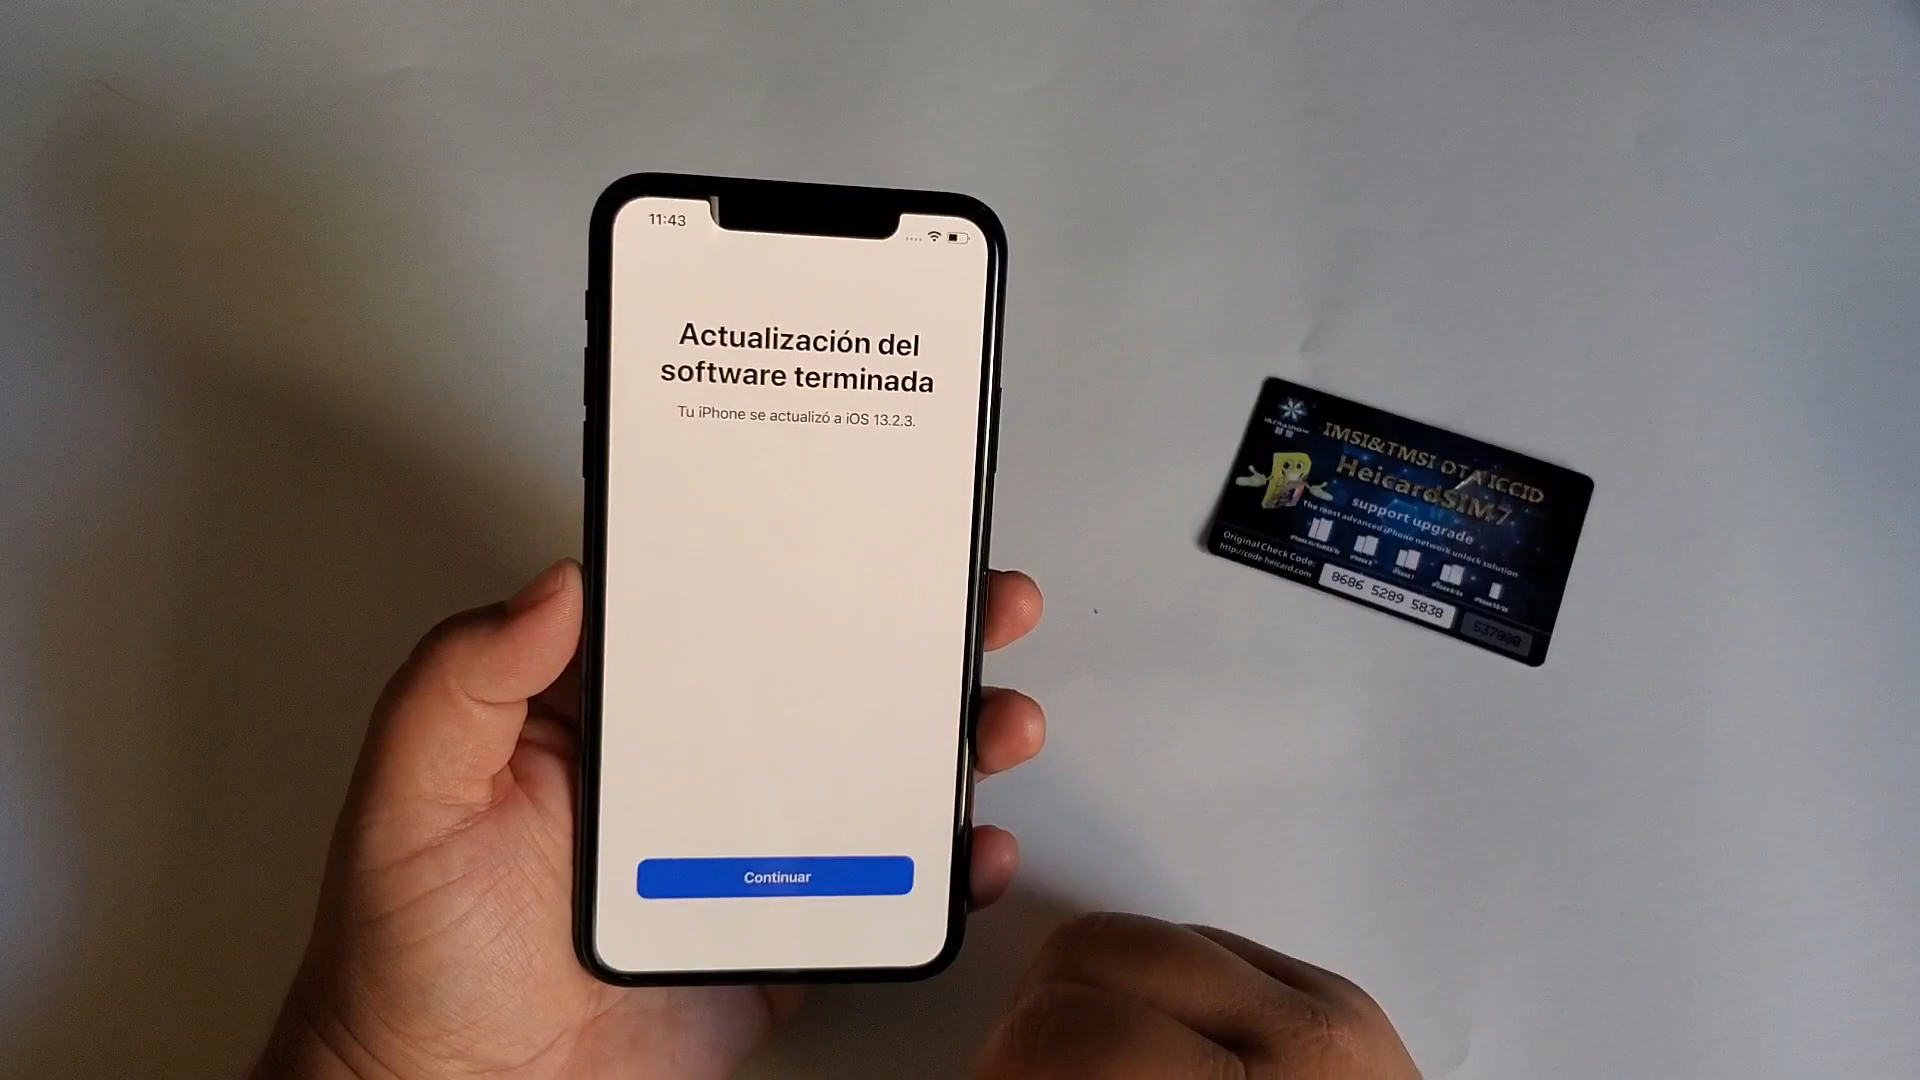 11:43
Actualización del
software terminada
Tu iPhone se actualizó a iOS 13.2.3.
Continuar
IMSI&TMSI OTA ICCID
HeicardSIM7
support upgrade
The most advanced iPhone network unlock solution
Original Check Code:
http://code.heicard.com
8686 5289 5838